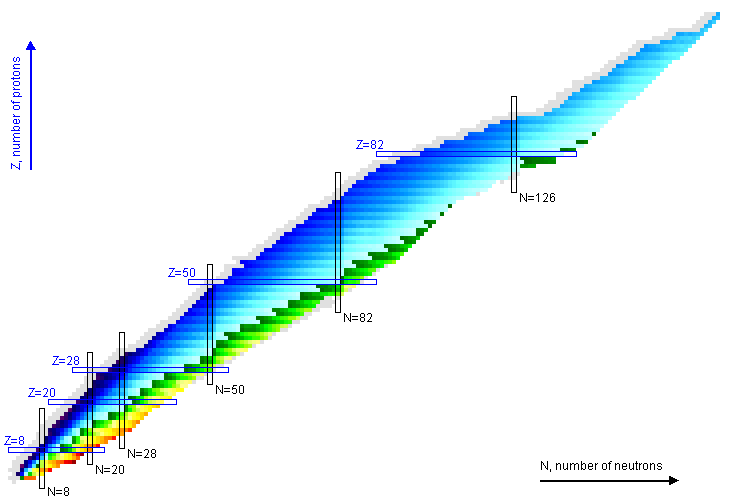 Z, number of protons
Z=82
N=126
Z=50
N=82
Z=28
N=50
Z=20
N=28
Z=8
N=20
N, number of neutrons
N=8